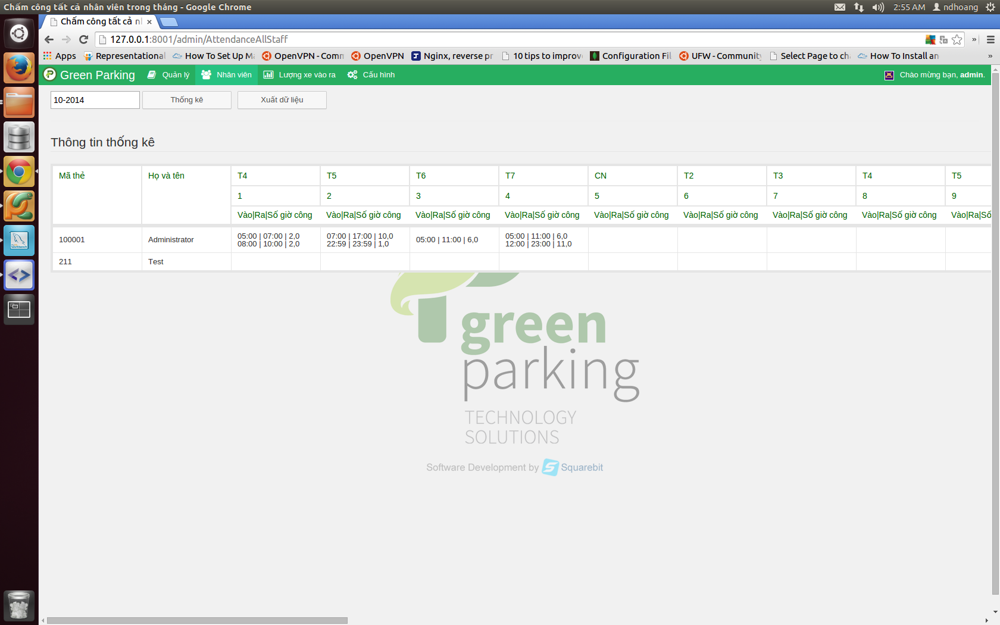 Chấm công tất cả nhân viên trong tháng - Google Chrome
2:55 AM ndhoang
Chấm công tất cả nh
127.0.0.1:8001/admin/AttendanceAllStaff
Apps Representational How To Set Up Ma OpenVPN - Comm OpenVPN Nginx, reverse pr 10 tips to improv Configuration Fil UFW - Community Select Page to ch How To Install an »
Green Parking Quản lý Nhân viên Lượng xe vào ra Cấu hình Chào mừng bạn, admin.
10-2014 Thống kê Xuất dữ liệu
Thông tin thống kê
Mã thẻ Họ và tên T4 T5 T6 T7 CN T2 T3 T4 T5
1 2 3 4 5 6 7 8 9
Vào|Ra|Số giờ công Vào|Ra|Số giờ công Vào|Ra|Số giờ công Vào|Ra|Số giờ công Vào|Ra|Số giờ công Vào|Ra|Số giờ công Vào|Ra|Số giờ công Vào|Ra|Số giờ công Vào|Ra|Số
100001 Administrator 05:00 | 07:00 | 2,0 07:00 | 17:00 | 10,0 05:00 | 11:00 | 6,0 05:00 | 11:00 | 6,0
08:00 | 10:00 | 2,0 22:59 | 23:59 | 1,0 12:00 | 23:00 | 11,0
211 Test
green
parking
TECHNOLOGY
SOLUTIONS
Software Development by Squarebit